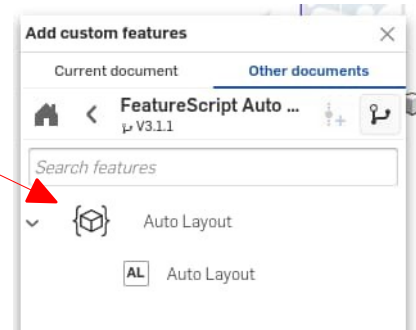 Add custom features
Current document Other documents
FeatureScript Auto ...
V3.1.1
Search features
Auto Layout
AL Auto Layout